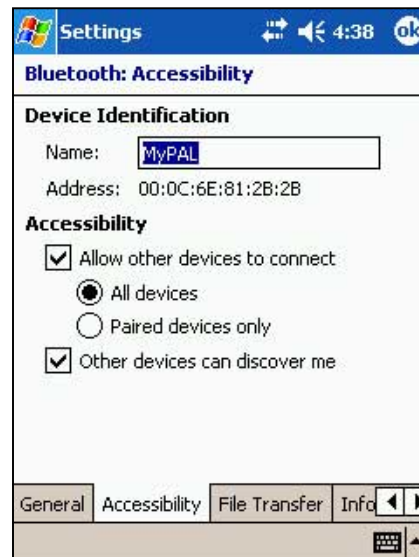 Settings 4:38 ok
Bluetooth: Accessibility
Device Identification
Name: MyPAL
Address: 00:0C:6E:81:2B:2B
Accessibility
Allow other devices to connect
All devices
Paired devices only
Other devices can discover me
General Accessibility File Transfer Info